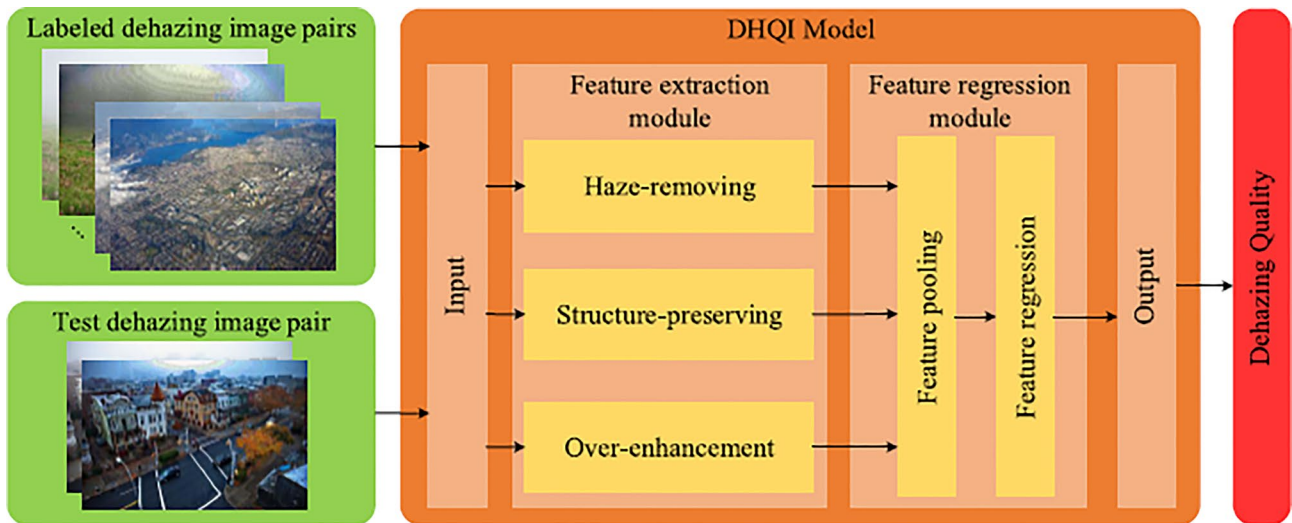 Labeled dehazing image pairs
Test dehazing image pair
DHQI Model
Input
Feature extraction
module
Haze-removing
Structure-preserving
Over-enhancement
Feature regression
module
Feature pooling
Feature regression
Output
Dehazing Quality